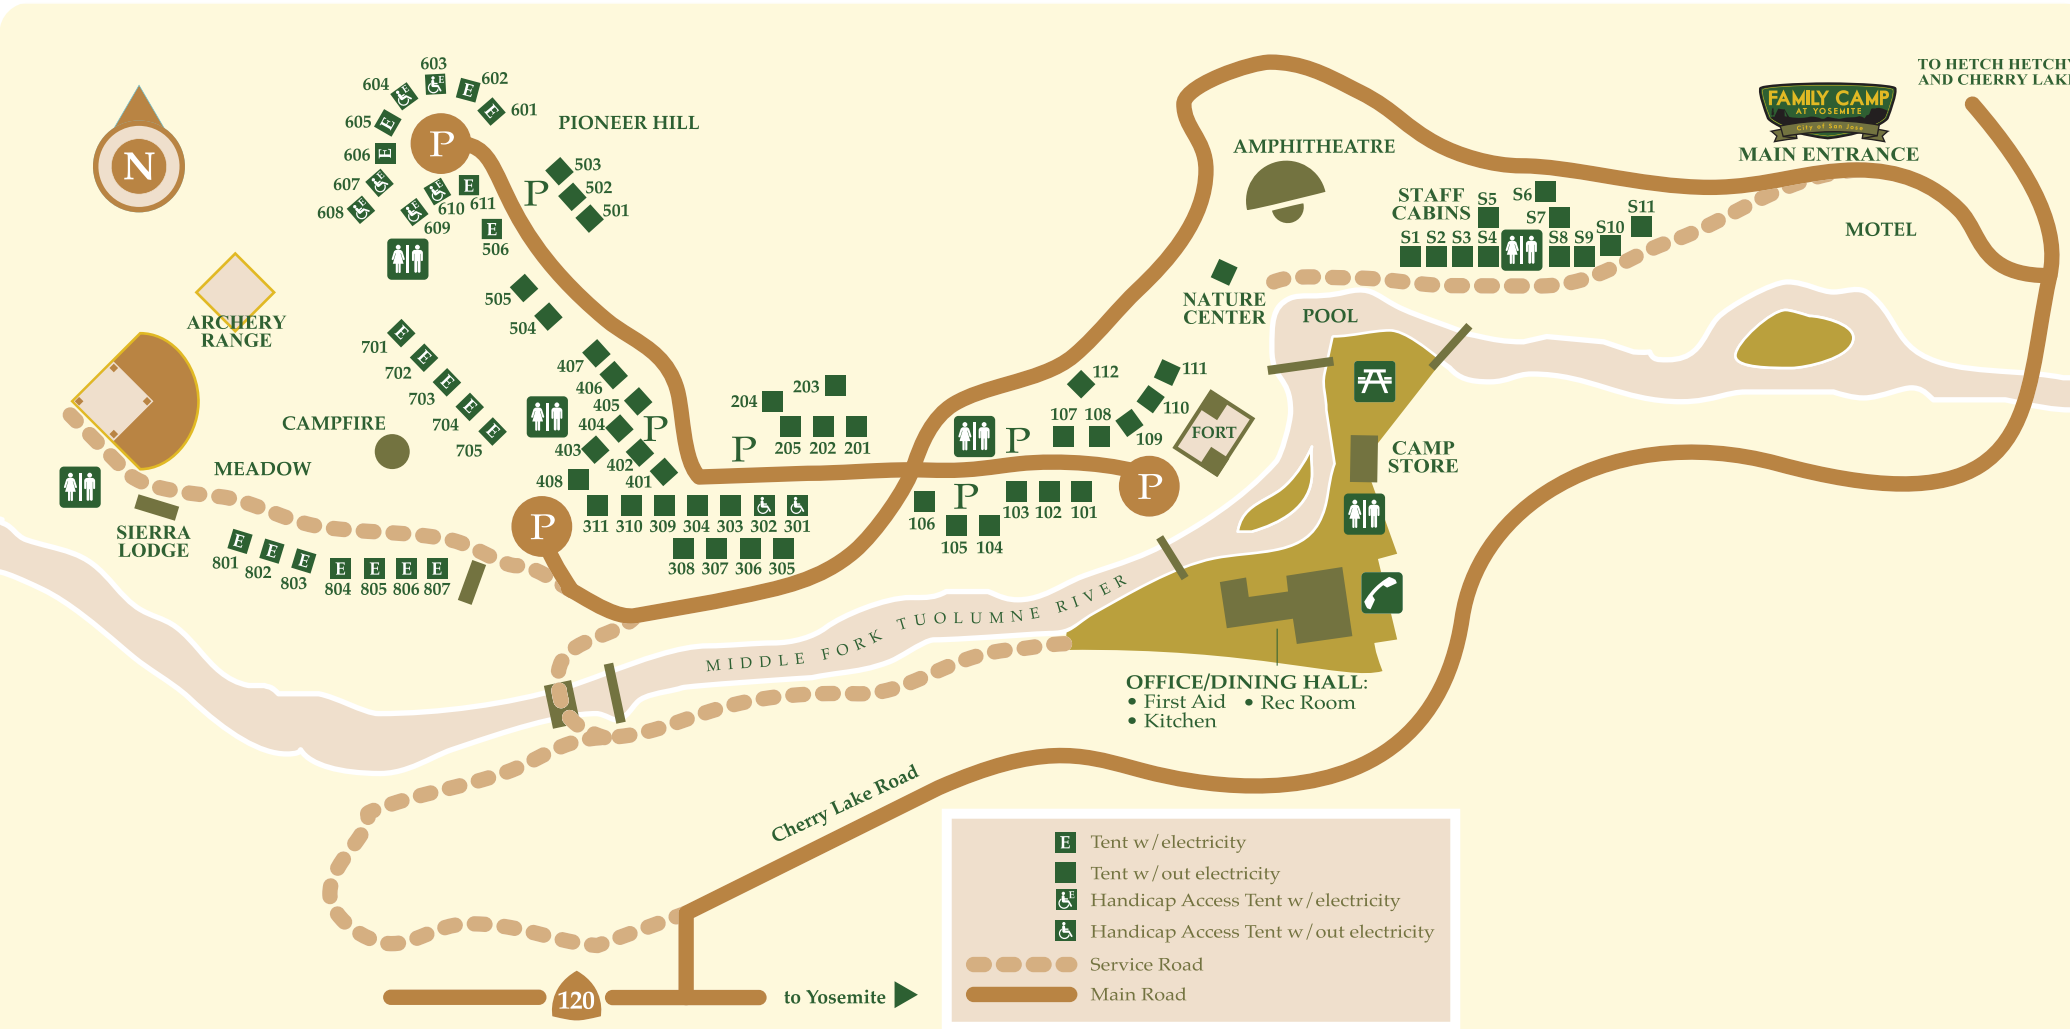 TO HETCH HETCHY
AND CHERRY LAKE
FAMILY CAMP
AT YOSEMITE
City of San Jose
MAIN ENTRANCE
MOTEL
N
603
604
602
601
605
606
607
608
610
611
609
506
P
E
E
E
E
E
E
E
E
E
E
E
E
PIONEER HILL
P
503
502
501
505
504
ARCHERY
RANGE
AMPHITHEATRE
STAFF
CABINS
S5
S6
S7
S11
S10
S1
S2
S3
S4
S8
S9
NATURE
CENTER
POOL
701
702
703
704
705
E
E
E
E
E
407
406
405
404
403
402
401
408
P
CAMPFIRE
MEADOW
204
203
205
202
201
P
112
111
107
108
110
109
P
FORT
P
CAMP
STORE
SIERRA
LODGE
P
311
310
309
304
303
302
301
308
307
306
305
106
P
103
102
101
105
104
E
E
E
E
E
E
E
801
802
803
804
805
806
807
MIDDLE FORK TUOLUMNE RIVER
OFFICE/DINING HALL:
• First Aid • Rec Room
• Kitchen
Cherry Lake Road
120
to Yosemite
E Tent w/electricity
Tent w/out electricity
E Handicap Access Tent w/electricity
Handicap Access Tent w/out electricity
Service Road
Main Road